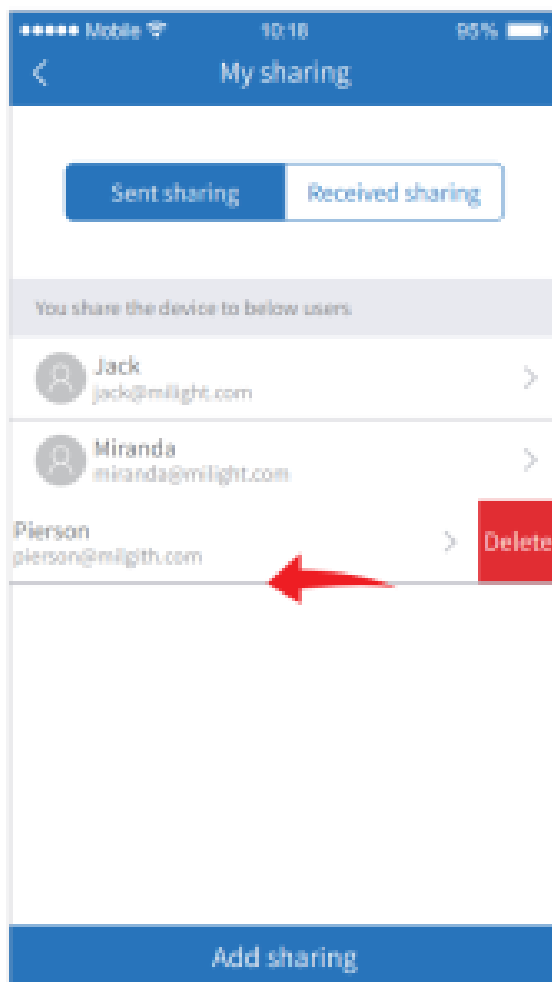 Mobile 10:18 95%
My sharing
Sent sharing Received sharing
You share the device to below users
Jack
jack@milight.com
Miranda
miranda@milight.com
Pierson
pierson@milgith.com
Delete
Add sharing